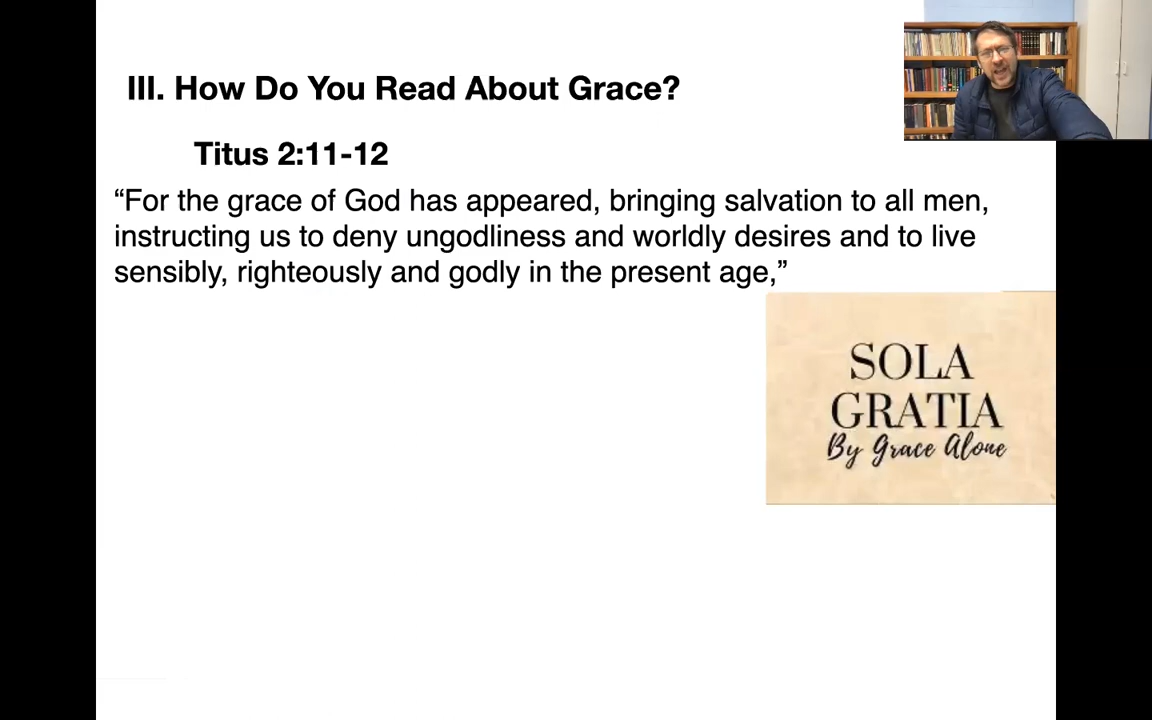 III. How Do You Read About Grace?
Titus 2:11-12
“For the grace of God has appeared, bringing salvation to all men,
instructing us to deny ungodliness and worldly desires and to live
sensibly, righteously and godly in the present age,”
SOLA
GRATIA
By Grace Alone